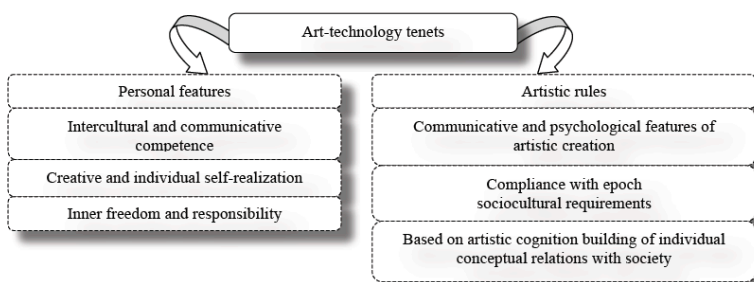 Art-technology tenets
Personal features
Intercultural and communicative
competence
Creative and individual self-realization
Inner freedom and responsibility
Artistic rules
Communicative and psychological features of
artistic creation
Compliance with epoch
sociocultural requirements
Based on artistic cognition building of individual
conceptual relations with society